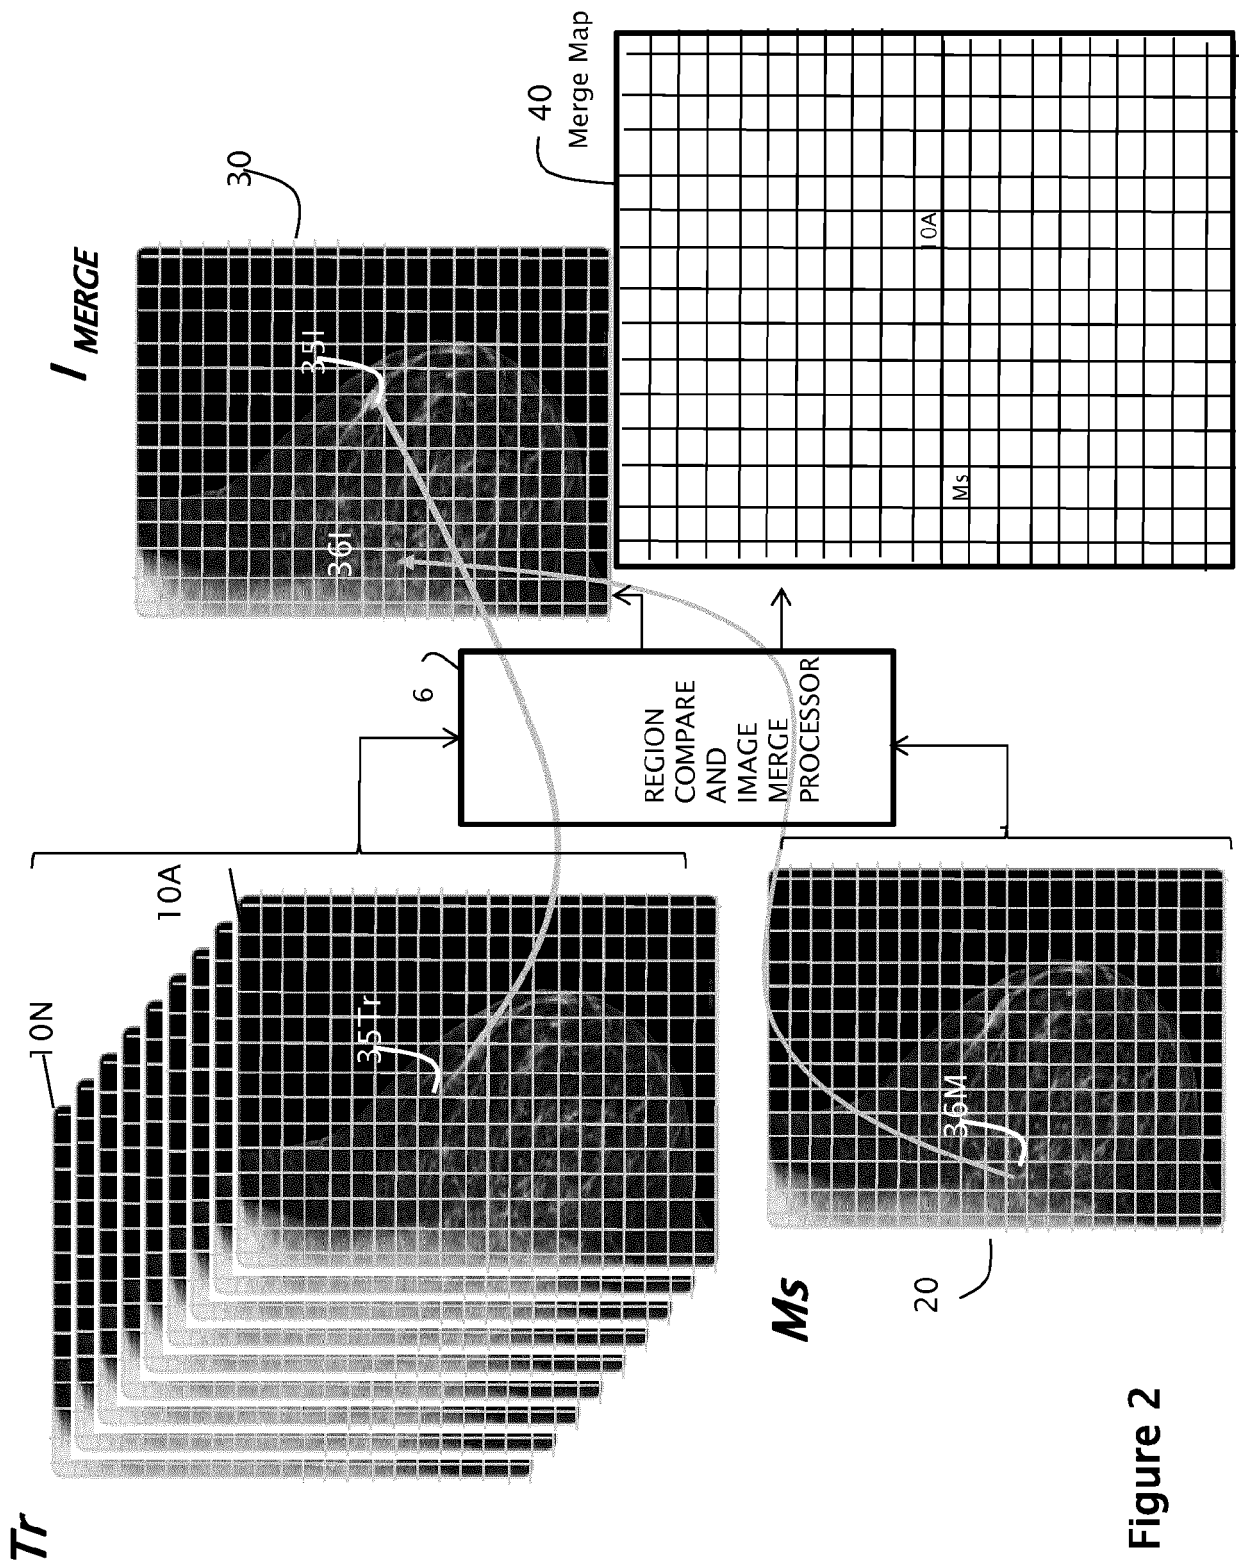 Tr
10N
10A
35Tr
Ms
20
36M
6
REGION
COMPARE
AND
IMAGE
MERGE
PROCESSOR
I MERGE
30
35I
36I
40
Merge Map
10A
Ms
Figure 2